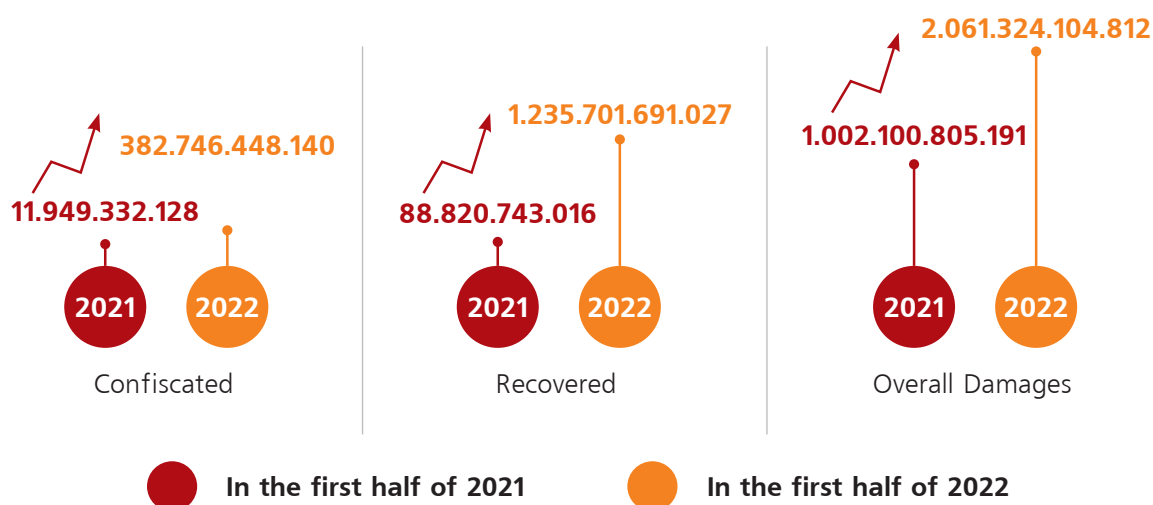 382.746.448.140
11.949.332.128
2021
2022
Confiscated
1.235.701.691.027
88.820.743.016
2021
2022
Recovered
2.061.324.104.812
1.002.100.805.191
2021
2022
Overall Damages
In the first half of 2021
In the first half of 2022